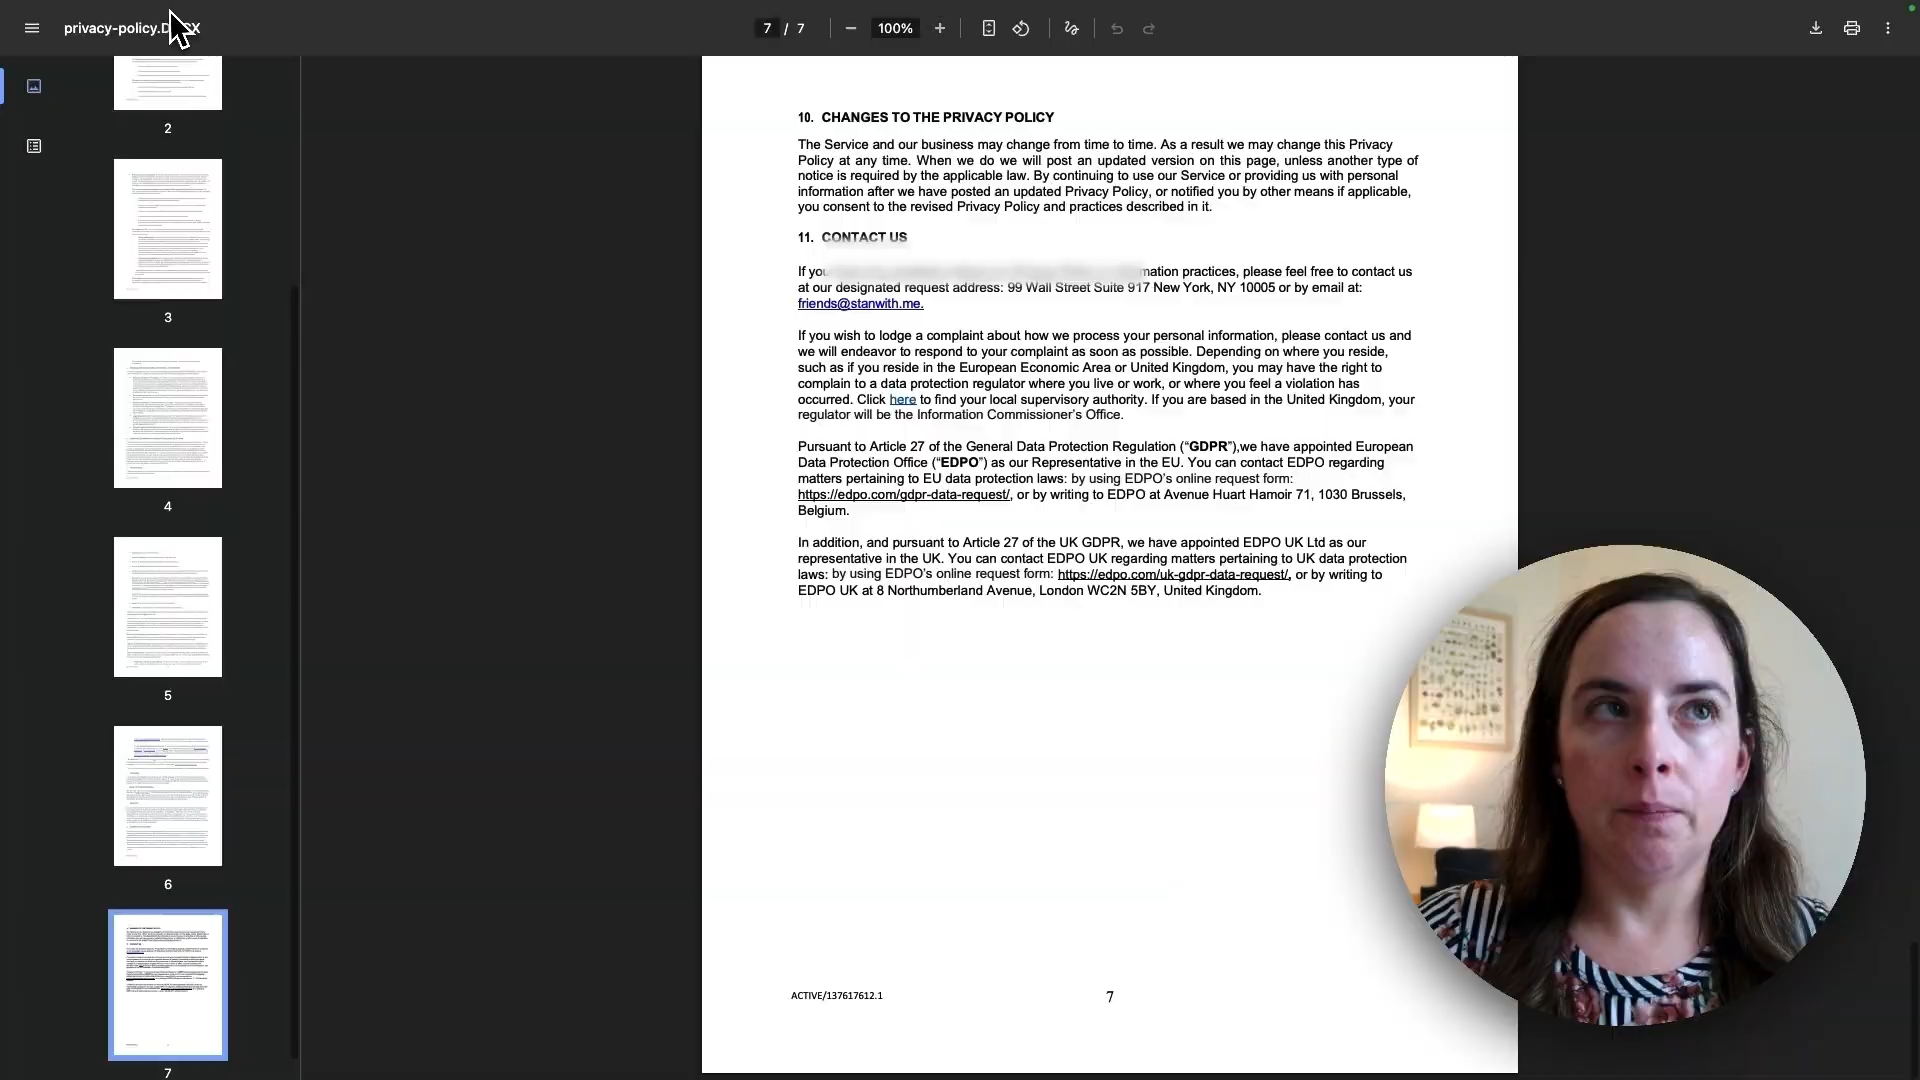 privacy-policy.DOCX
7 / 7
100%
2
3
4
5
6
7
10. CHANGES TO THE PRIVACY POLICY
The Service and our business may change from time to time. As a result we may change this Privacy
Policy at any time. When we do we will post an updated version on this page, unless another type of
notice is required by the applicable law. By continuing to use our Service or providing us with personal
information after we have posted an updated Privacy Policy, or notified you by other means if applicable,
you consent to the revised Privacy Policy and practices described in it.
11. CONTACT US
If you mation practices, please feel free to contact us
at our designated request address: 99 Wall Street Suite 917 New York, NY 10005 or by email at:
friends@stanwith.me.
If you wish to lodge a complaint about how we process your personal information, please contact us and
we will endeavor to respond to your complaint as soon as possible. Depending on where you reside,
such as if you reside in the European Economic Area or United Kingdom, you may have the right to
complain to a data protection regulator where you live or work, or where you feel a violation has
occurred. Click here to find your local supervisory authority. If you are based in the United Kingdom, your
regulator will be the Information Commissioner’s Office.
Pursuant to Article 27 of the General Data Protection Regulation (“GDPR”),we have appointed European
Data Protection Office (“EDPO”) as our Representative in the EU. You can contact EDPO regarding
matters pertaining to EU data protection laws: by using EDPO’s online request form:
https://edpo.com/gdpr-data-request/, or by writing to EDPO at Avenue Huart Hamoir 71, 1030 Brussels,
Belgium.
In addition, and pursuant to Article 27 of the UK GDPR, we have appointed EDPO UK Ltd as our
representative in the UK. You can contact EDPO UK regarding matters pertaining to UK data protection
laws: by using EDPO’s online request form: https://edpo.com/uk-gdpr-data-request/, or by writing to
EDPO UK at 8 Northumberland Avenue, London WC2N 5BY, United Kingdom.
ACTIVE/137617612.1
7